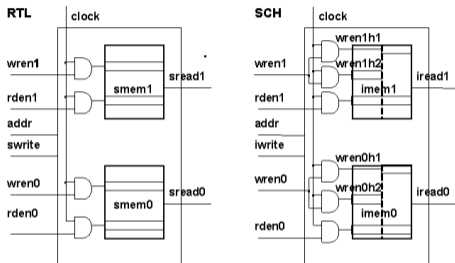 RTL
clock
wren1
smem1
sread1
rden1
addr
swrite
wren0
sread0
smem0
rden0
SCH
clock
wren1h1
wren1
wren1h2
iread1
imem1
rden1
addr
iwrite
wren0h1
wren0
wren0h2
iread0
imem0
rden0